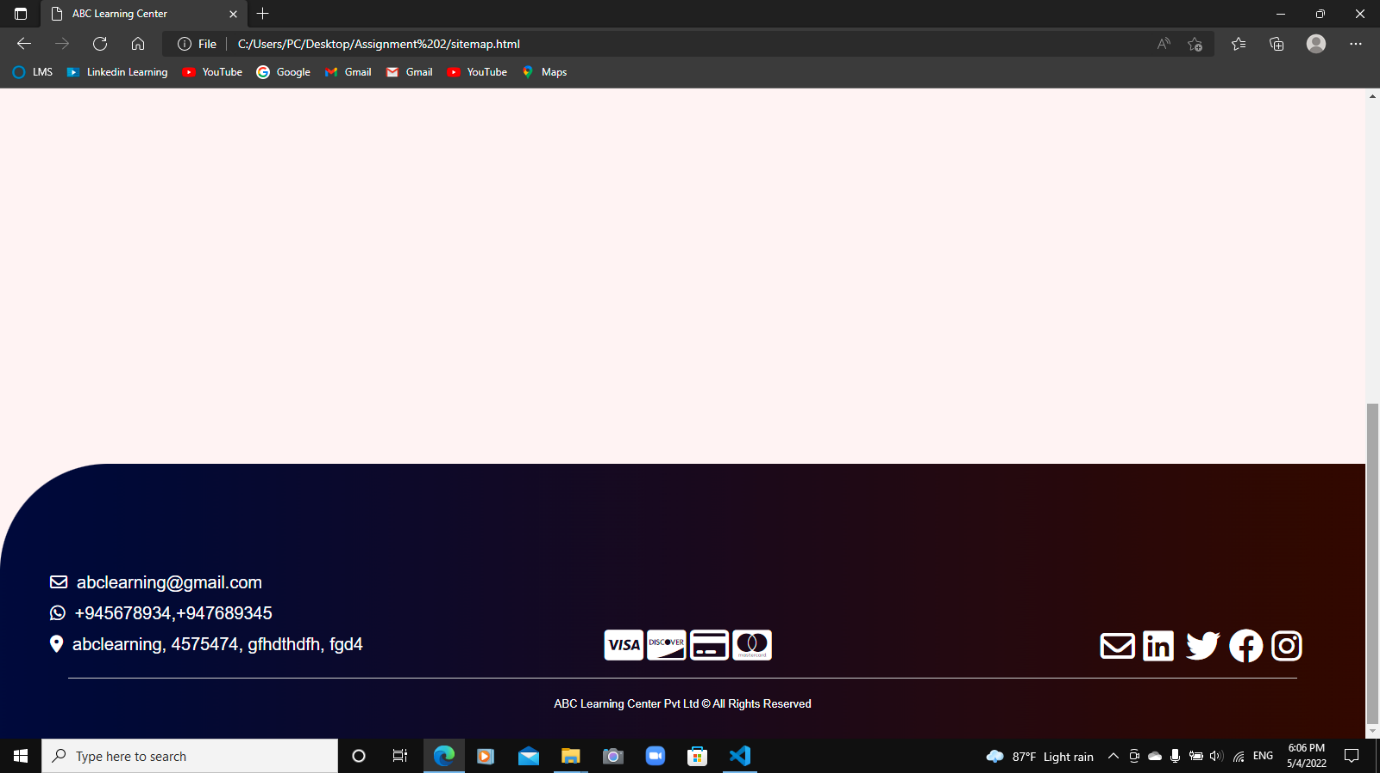 ABC Learning Center
File C:/Users/PC/Desktop/Assignment%202/sitemap.html
LMS Linkedin Learning YouTube Google Gmail Gmail YouTube Maps
abclearning@gmail.com
+945678934,+947689345
abclearning, 4575474, gfhdthdfh, fgd4
VISA DISCOVER mastercard
ABC Learning Center Pvt Ltd © All Rights Reserved
Type here to search
87°F Light rain
ENG
6:06 PM
5/4/2022